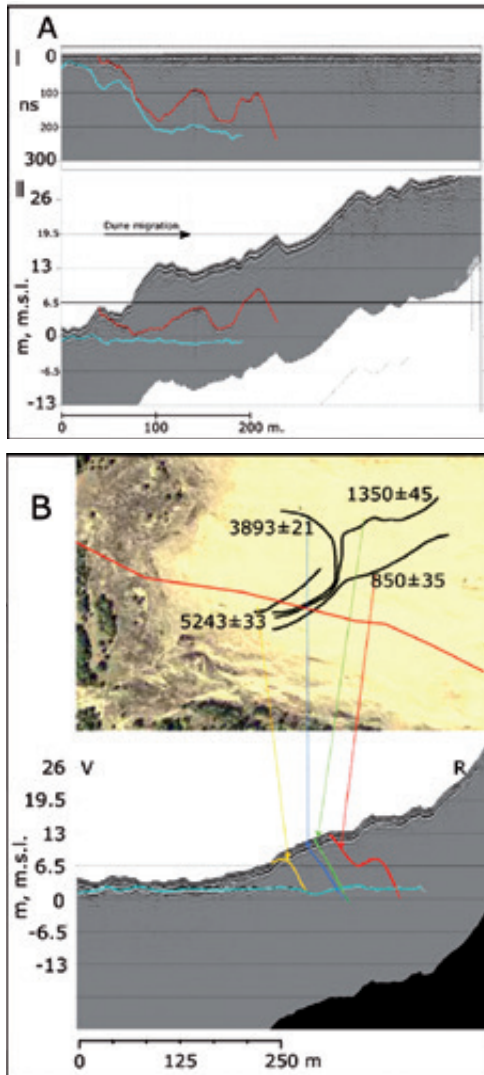 A
I
0
ns
100
200
300
II
26
19.5
Dune migration
13
6.5
0
-6.5
-13
m, m.s.l.
0 100 200 m.
B
1350±45
3893±21
850±35
5243±33
26 V R
19.5
13
6.5
0
-6.5
-13
m, m.s.l.
0 125 250 m